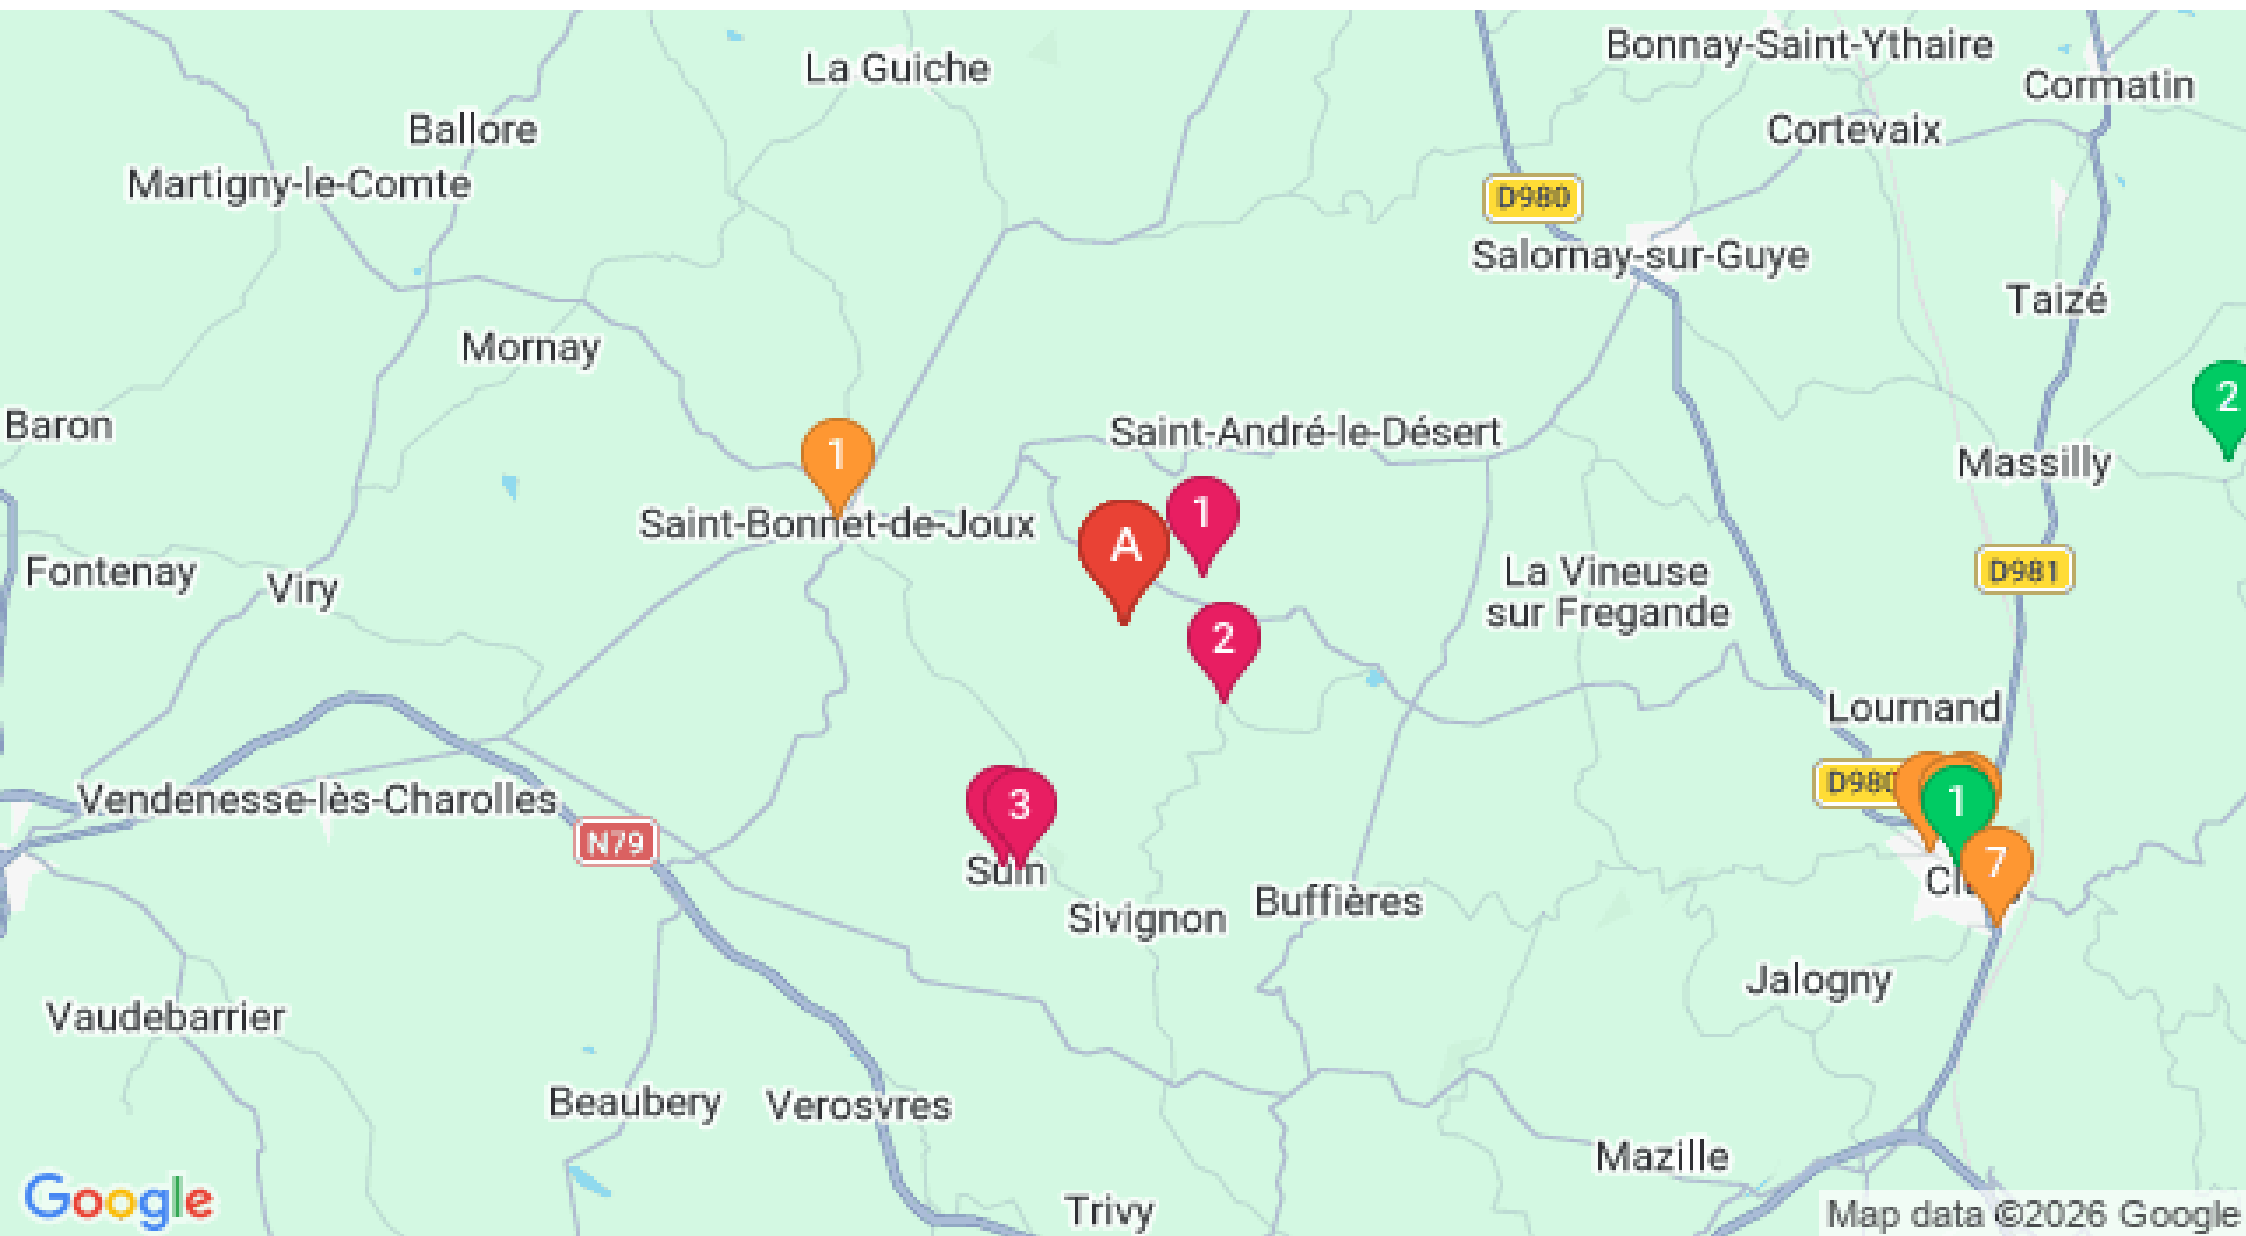 La Guiche
Bonnay-Saint-Ythaire
Cormatin
Ballore
Cortevaix
Martigny-le-Comte
D980
Salornay-sur-Guye
Taizé
Mornay
2
Baron
Saint-André-le-Désert
1
Massilly
1
Saint-Bonnet-de-Joux
A
Fontenay
Viry
La Vineuse
sur Fregande
D981
2
Lournand
Vendenesse-lès-Charolles
D980
1
3
N79
Suin
7
Sivignon
Buffières
Jalogny
Vaudebarrier
Beaubery
Verosvres
Mazille
Google
Trivy
Map data ©2026 Google